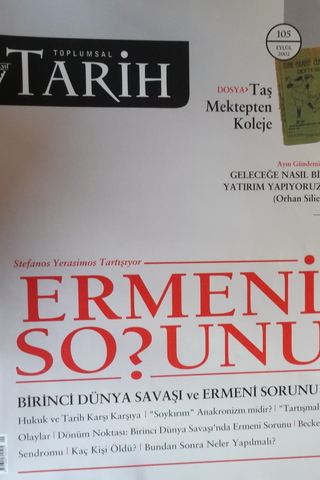 TOPLUMSAL
TARİH
105
EYLÜL
2002
DOSYA> Taş
Mektepten
Koleje
Ayın Gündemi
GELECEĞE NASIL Bİ
YATIRIM YAPIYORUZ
(Orhan Silie
Stefanos Yerasimos Tartışıyor
ERMENİ
SO?UNU
BİRİNCİ DÜNYA SAVAŞI ve ERMENİ SORUNU
Hukuk ve Tarih Karşı Karşıya | "Soykırım" Anakronizm midir? | "Tartışmal
Olaylar | Dönüm Noktası: Birinci Dünya Savaşı'nda Ermeni Sorunu | Becke
Sendromu | Kaç Kişi Öldü? | Bundan Sonra Neler Yapılmalı?